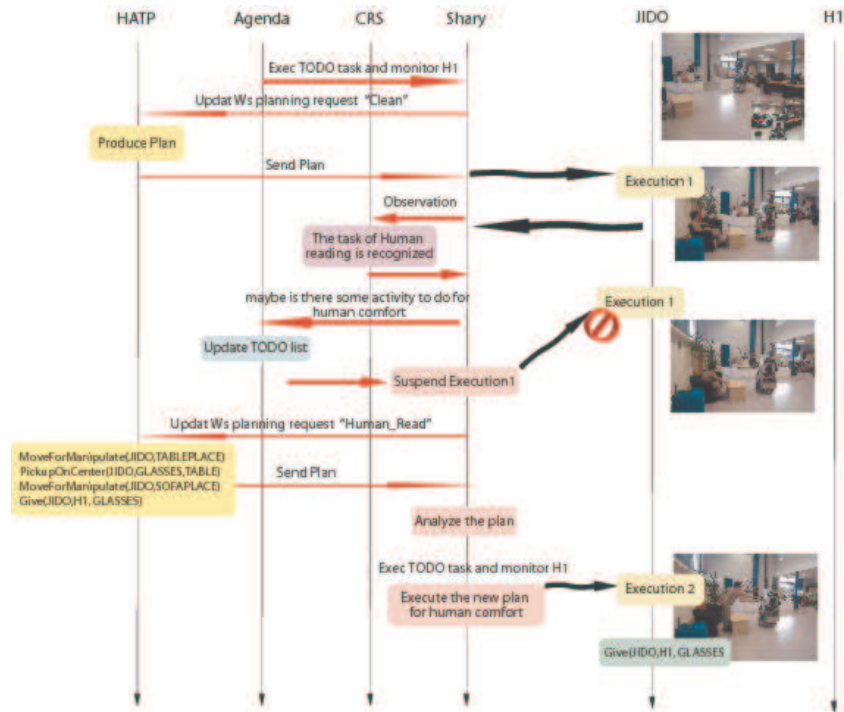 HATP Agenda CRS Shary JIDO H1
Exec TODO task and monitor H1
Updat Ws planning request "Clean"
Produce Plan
Send Plan
Execution 1
Observation
The task of Human
reading is recognized
maybe is there some activity to do for
human comfort
Execution 1
Update TODO list
Suspend Execution1
Updat Ws planning request "Human_Read"
MoveForManipulate(JIDO,TABLEPLACE)
PickupOnCenter(JIDO,GLASSES,TABLE)
MoveForManipulate(JIDO,SOFAPLACE)
Give(JIDO,H1, GLASSES)
Send Plan
Analyze the plan
Exec TODO task and monitor H1
Execute the new plan
for human comfort
Execution 2
Give(JIDO,H1, GLASSES